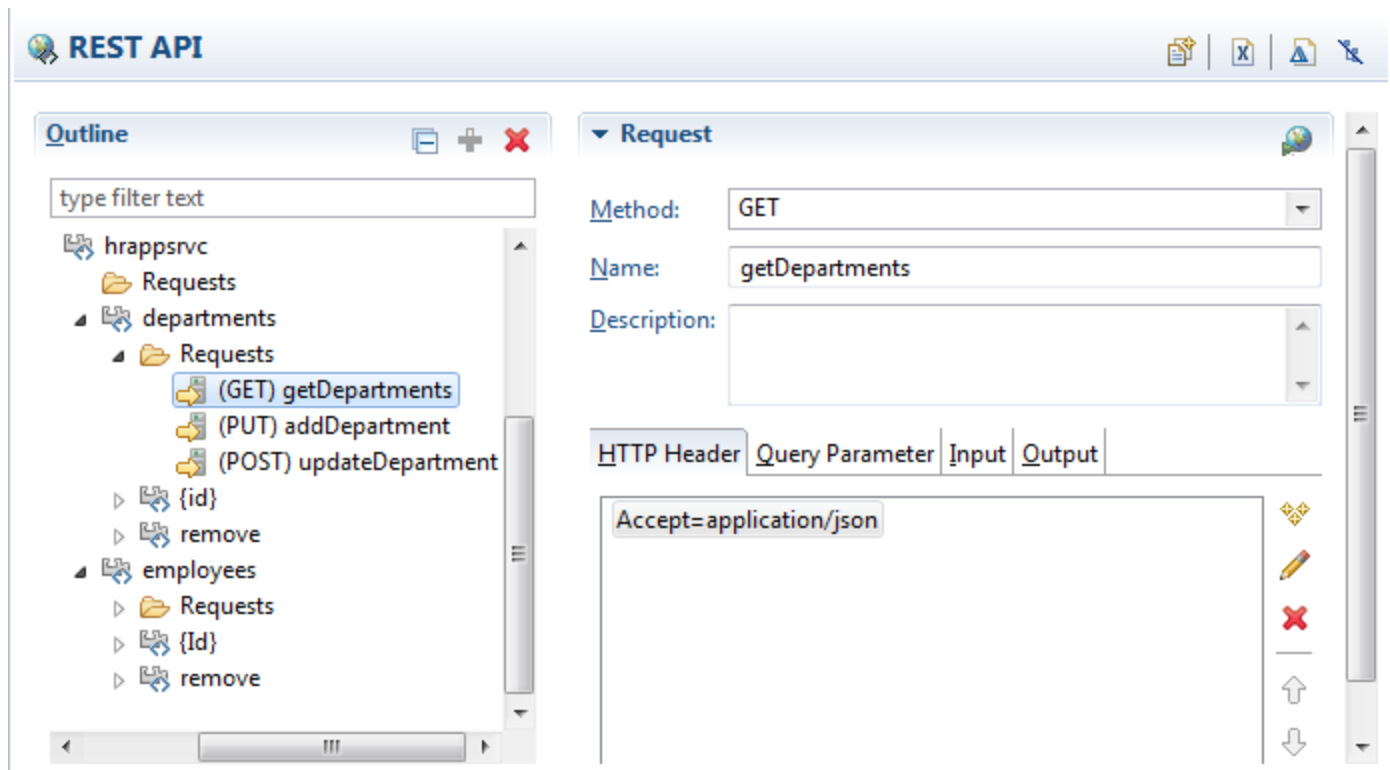 REST API
Outline
type filter text
hrappsrvc
Requests
departments
Requests
(GET) getDepartments
(PUT) addDepartment
(POST) updateDepartment
{id}
remove
employees
Requests
{Id}
remove
Request
Method:
GET
Name:
getDepartments
Description:
HTTP Header Query Parameter Input Output
Accept=application/json